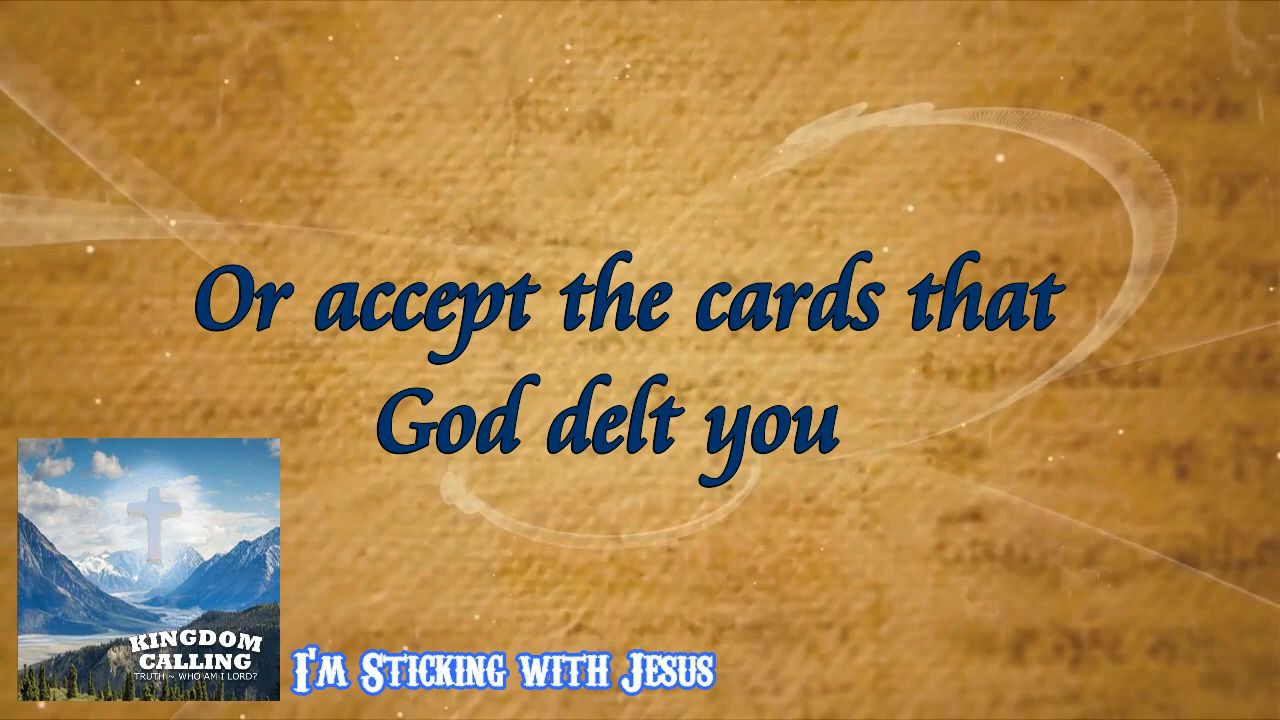 Or accept the cards that
God delt you
KINGDOM
CALLING
TRUTH ~ WHO AM I LORD?
I'm Sticking with Jesus